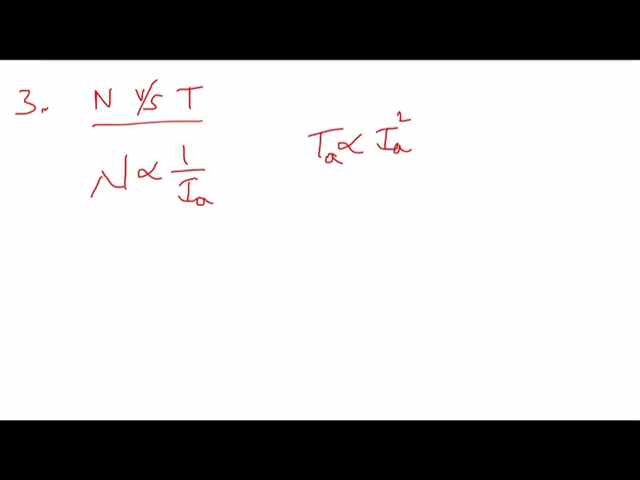 3. N v/s T
N ∝ 1/Ia
Ta ∝ Ia²